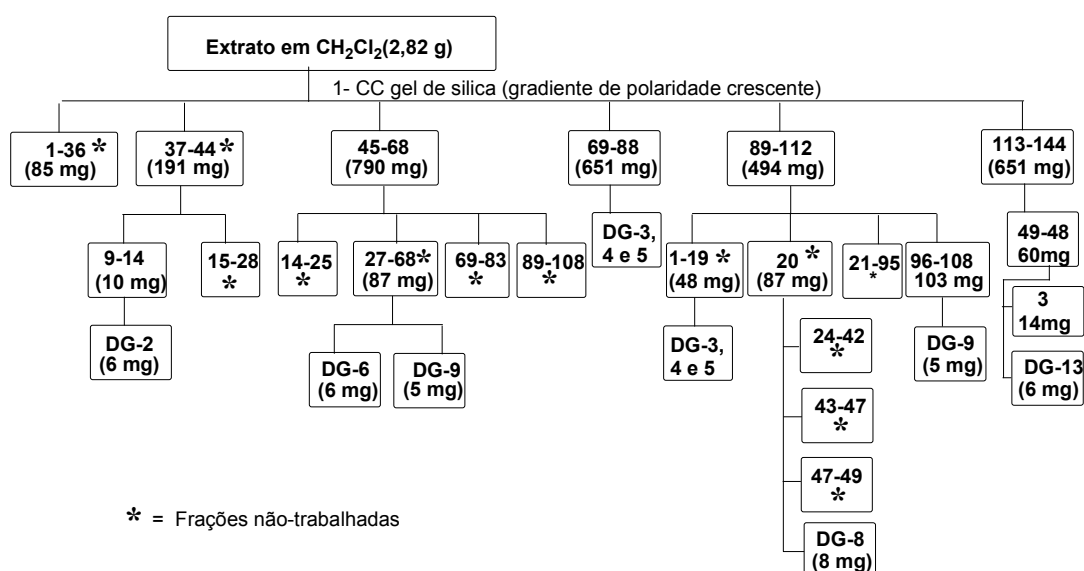 Extrato em CH₂Cl₂(2,82 g)
1- CC gel de silica (gradiente de polaridade crescente)
1-36 *
(85 mg)
37-44 *
(191 mg)
45-68
(790 mg)
69-88
(651 mg)
89-112
(494 mg)
113-144
(651 mg)
9-14
(10 mg)
15-28
*
14-25
*
27-68*
(87 mg)
69-83
*
89-108
*
DG-3,
4 e 5
1-19 *
(48 mg)
20 *
(87 mg)
21-95
*
96-108
103 mg
49-48
60mg
DG-2
(6 mg)
DG-6
(6 mg)
DG-9
(5 mg)
DG-3,
4 e 5
24-42
*
43-47
*
47-49
*
DG-8
(8 mg)
DG-9
(5 mg)
3
14mg
DG-13
(6 mg)
* = Frações não-trabalhadas